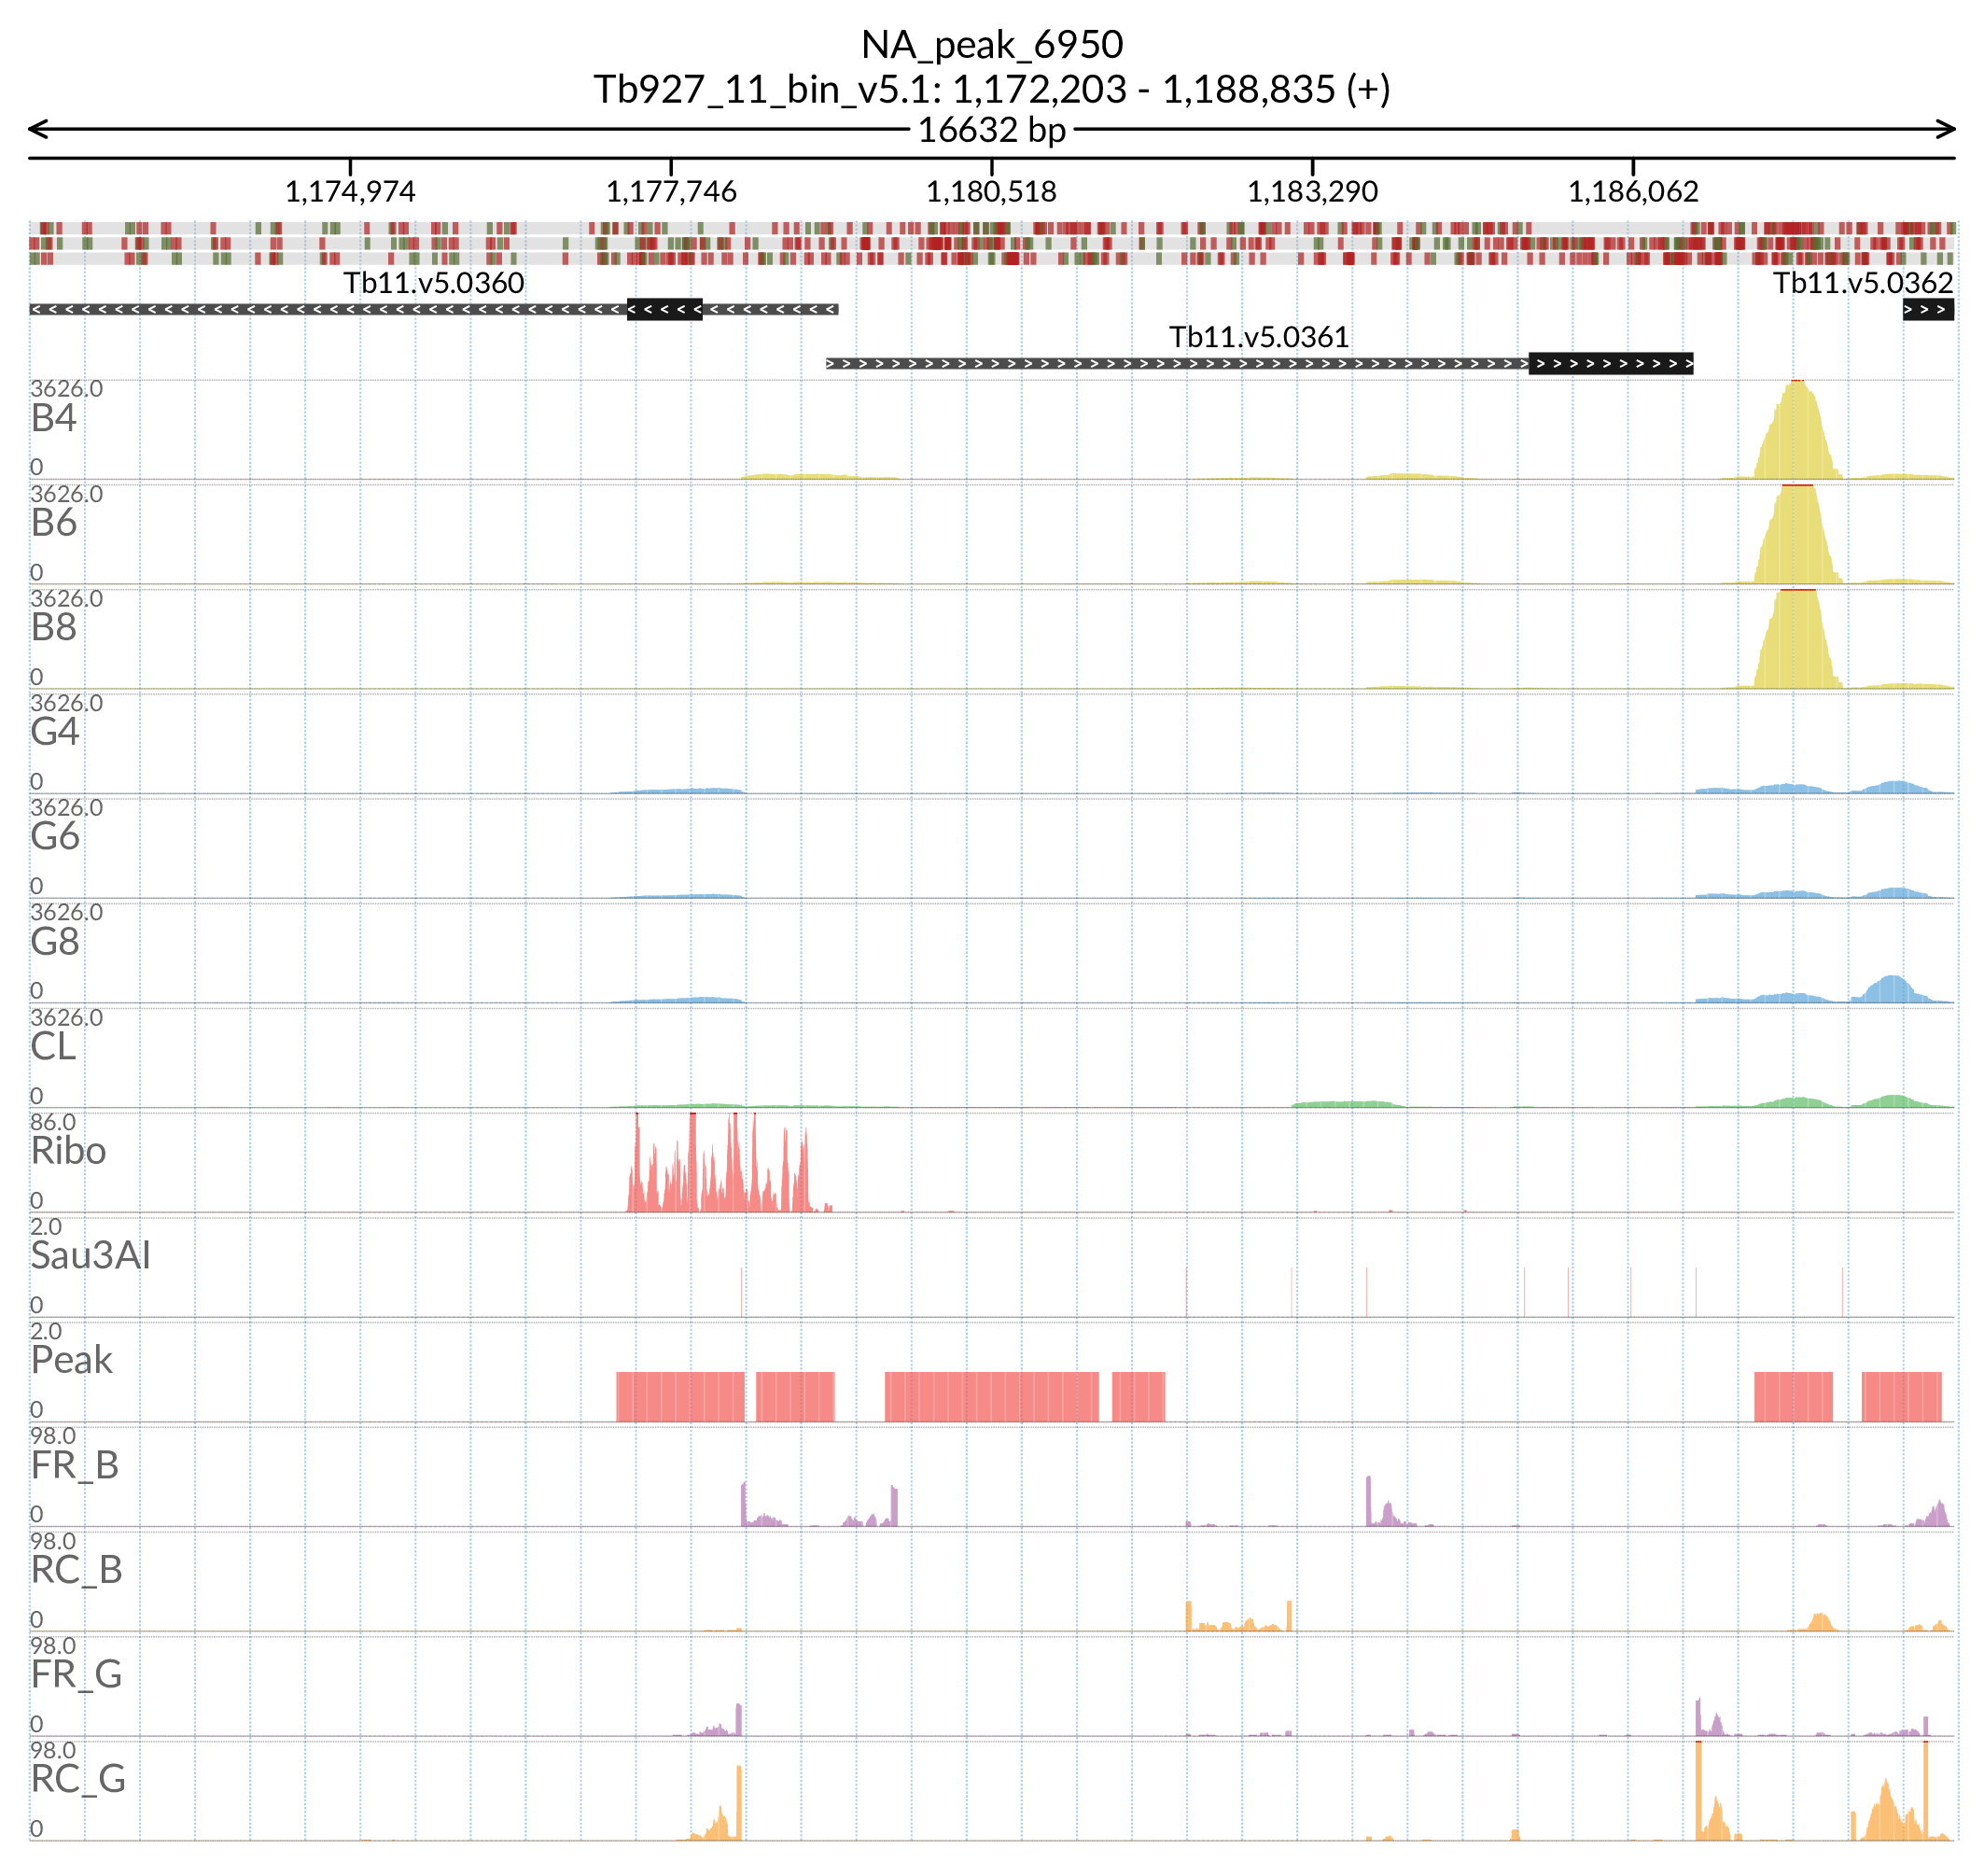 NA_peak_6950
Tb927_11_bin_v5.1: 1,172,203 - 1,188,835 (+)
16632 bp
1,174,974 1,177,746 1,180,518 1,183,290 1,186,062
Tb11.v5.0360 Tb11.v5.0362
Tb11.v5.0361
3626.0
B4
0
3626.0
B6
0
3626.0
B8
0
3626.0
G4
0
3626.0
G6
0
3626.0
G8
0
3626.0
CL
0
86.0
Ribo
0
2.0
Sau3AI
0
2.0
Peak
0
98.0
FR_B
0
98.0
RC_B
0
98.0
FR_G
0
98.0
RC_G
0